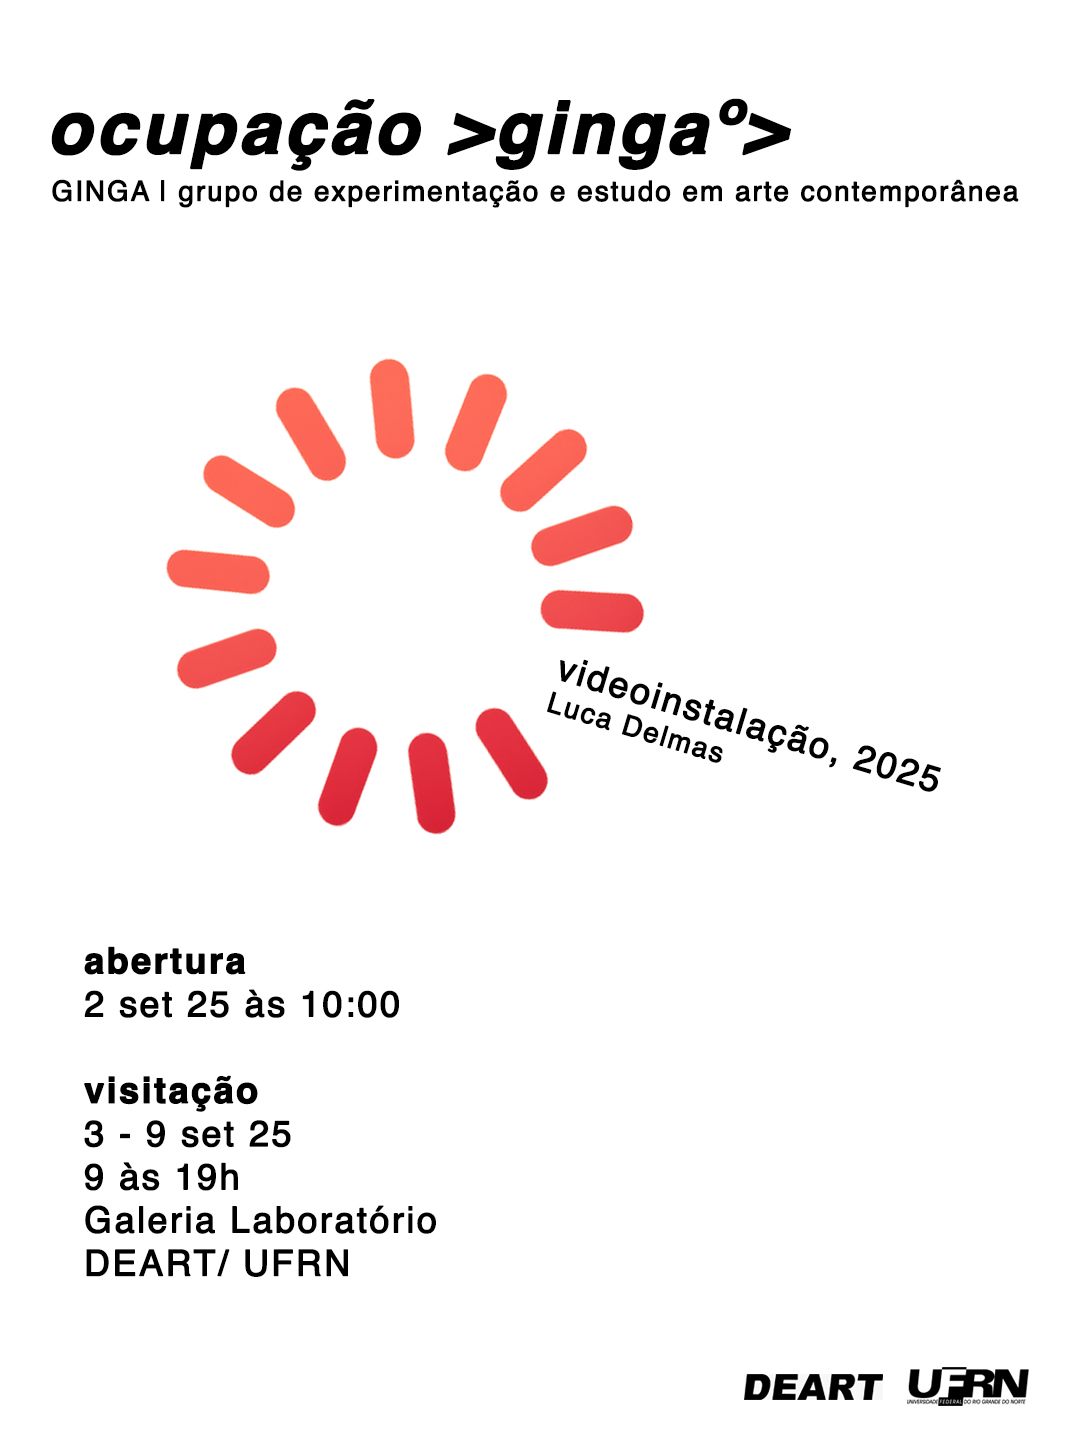 ocupação >gingaº>
GINGA | grupo de experimentação e estudo em arte contemporânea
videoinstalação, 2025
Luca Delmas
abertura
2 set 25 às 10:00
visitação
3 - 9 set 25
9 às 19h
Galeria Laboratório
DEART/ UFRN
DEART UFRN
UNIVERSIDADE FEDERAL DO RIO GRANDE DO NORTE